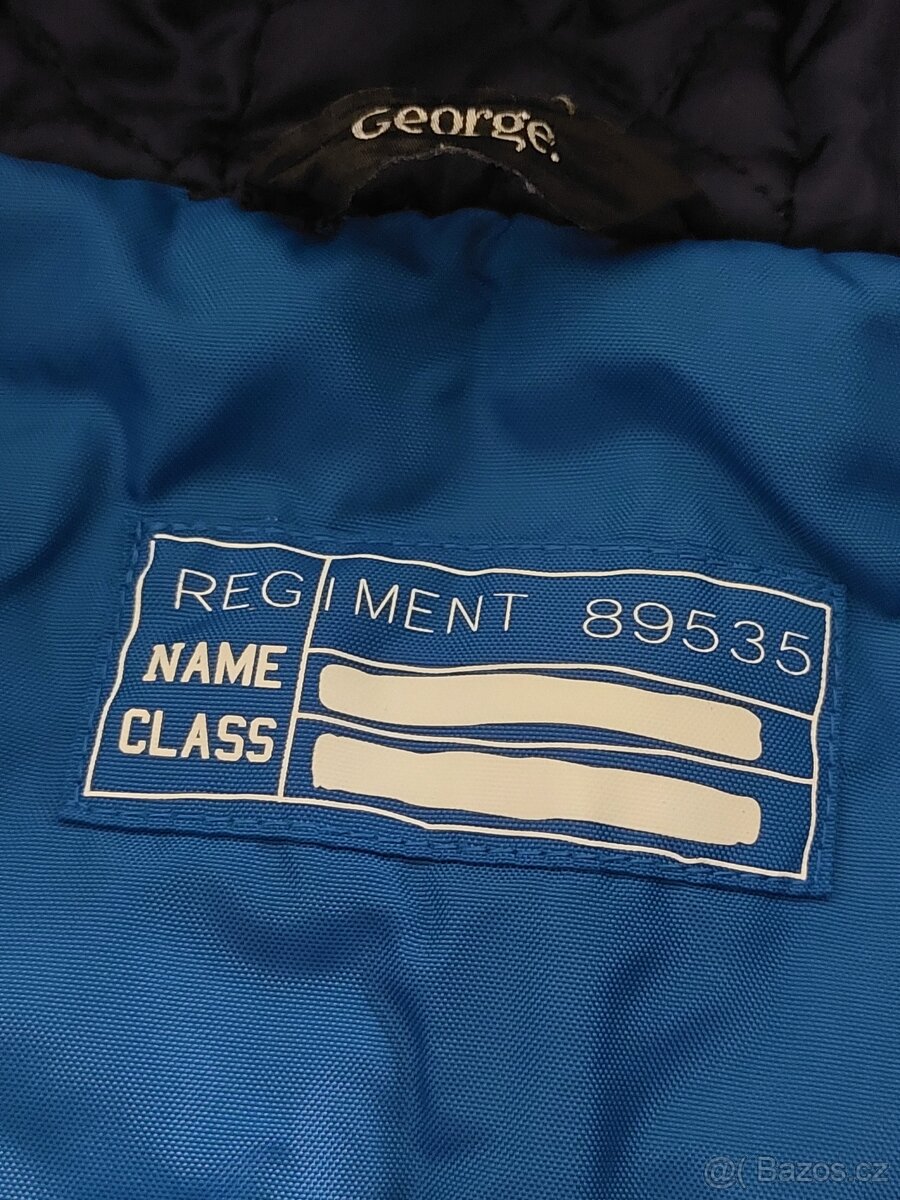 George.
REGIMENT 89535
NAME
CLASS
@( Bazos.cz